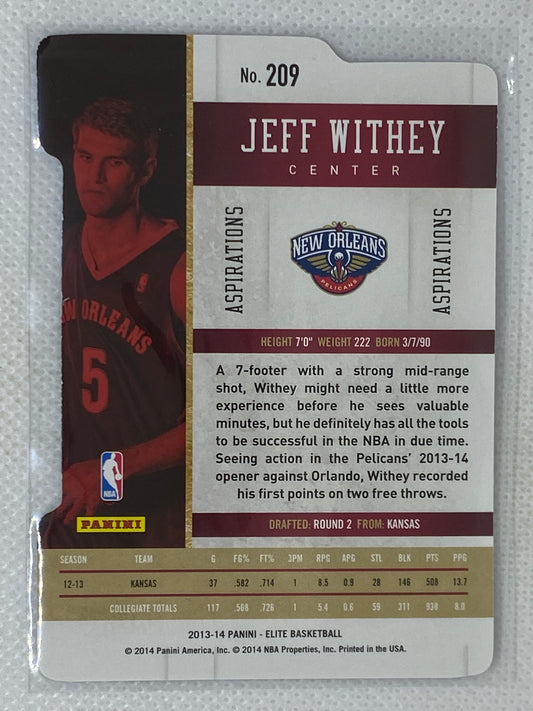 No. 209
JEFF WITHEY
CENTER
ASPIRATIONS
NEW ORLEANS
PELICANS
ASPIRATIONS
HEIGHT 7'0" WEIGHT 222 BORN 3/7/90
A 7-footer with a strong mid-range
shot, Withey might need a little more
experience before he sees valuable
minutes, but he definitely has all the tools
to be successful in the NBA in due time.
Seeing action in the Pelicans' 2013-14
opener against Orlando, Withey recorded
his first points on two free throws.
W ORLEANS
5
NBA
PANINI
DRAFTED: ROUND 2 FROM: KANSAS
SEASON TEAM G FG% FT% 3PM RPG APG STL BLK PTS PPG
12-13 KANSAS 37 .582 .714 1 8.5 0.9 28 146 508 13.7
COLLEGIATE TOTALS 117 .568 .726 1 5.4 0.6 59 311 938 8.0
2013-14 PANINI - ELITE BASKETBALL
© 2014 Panini America, Inc. © 2014 NBA Properties, Inc. Printed in the USA.